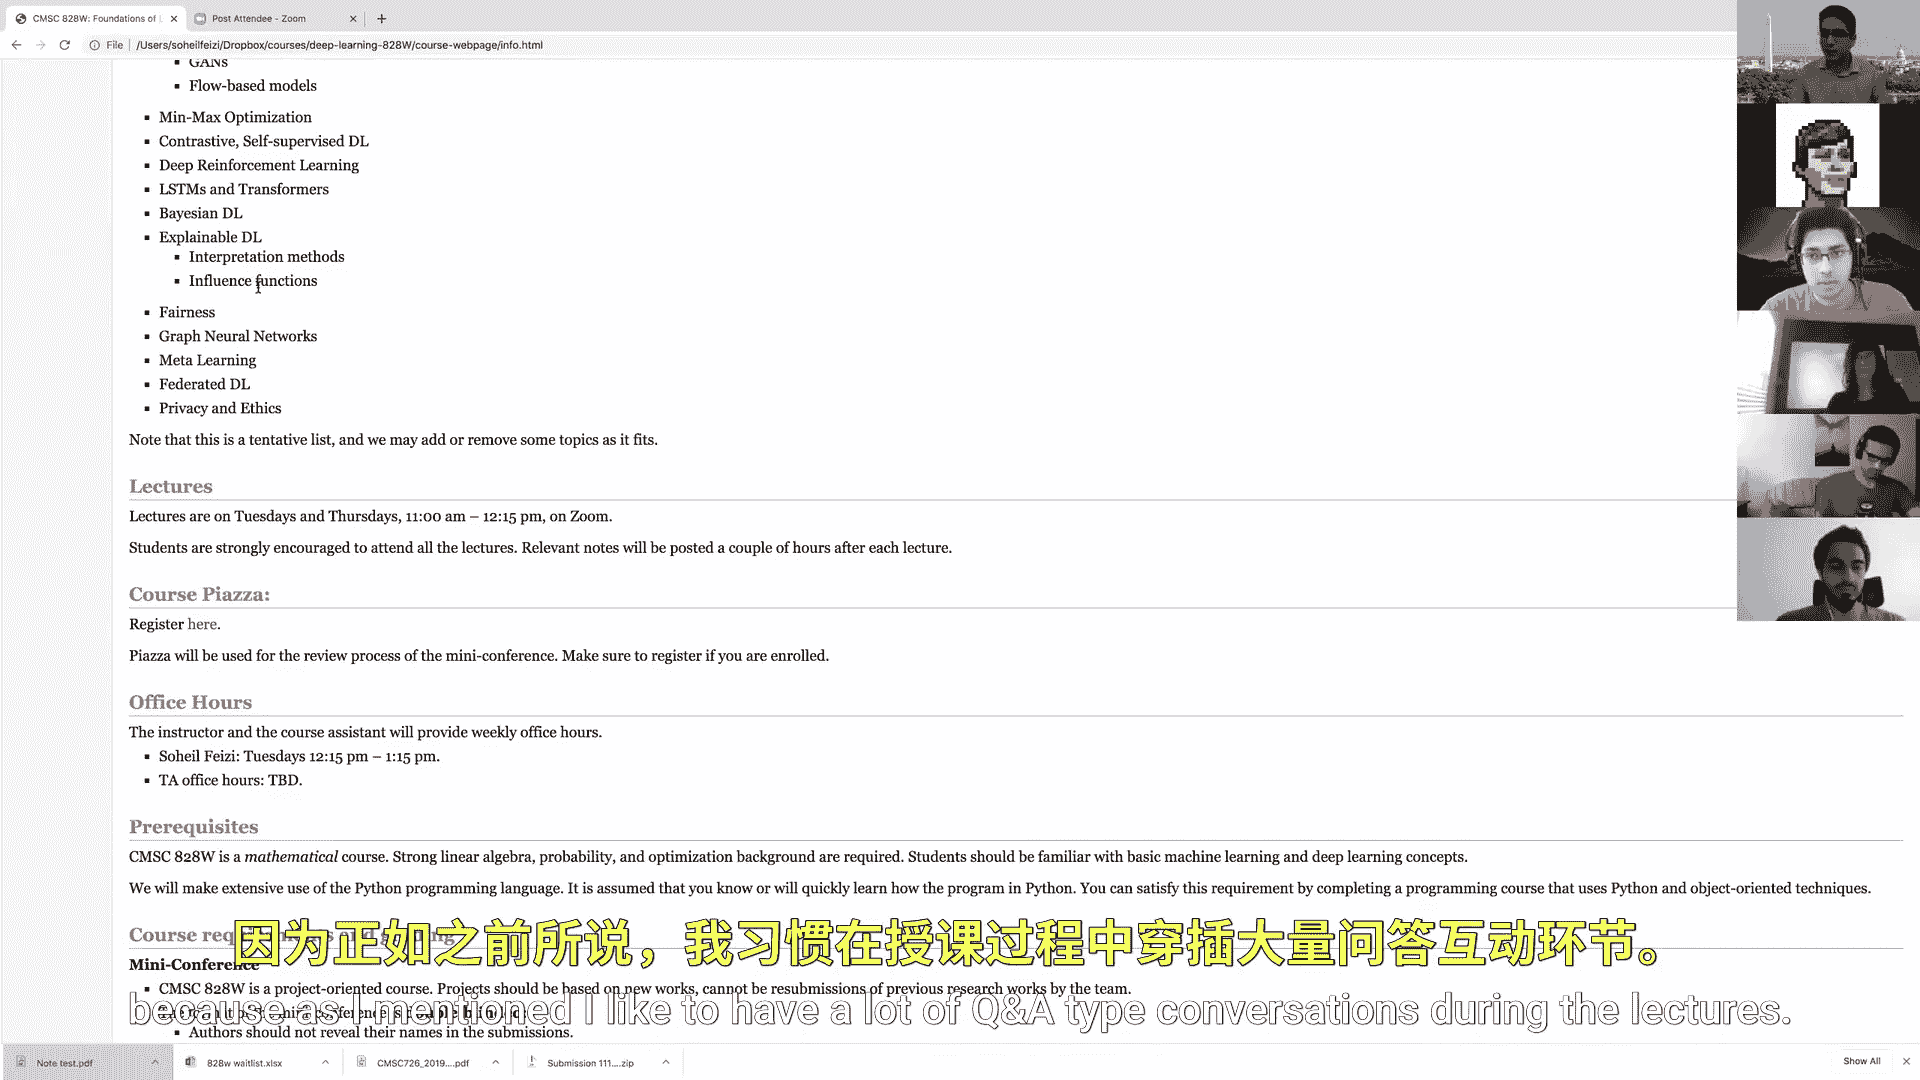 CMSC 828W: Foundations of
Post Attendee - Zoom
File
/Users/soheilfeizi/Dropbox/courses/deep-learning-828W/course-webpage/info.html
GANs
Flow-based models
Min-Max Optimization
Contrastive, Self-supervised DL
Deep Reinforcement Learning
LSTMs and Transformers
Bayesian DL
Explainable DL
Interpretation methods
Influence functions
Fairness
Graph Neural Networks
Meta Learning
Federated DL
Privacy and Ethics
Note that this is a tentative list, and we may add or remove some topics as it fits.
Lectures
Lectures are on Tuesdays and Thursdays, 11:00 am – 12:15 pm, on Zoom.
Students are strongly encouraged to attend all the lectures. Relevant notes will be posted a couple of hours after each lecture.
Course Piazza:
Register here.
Piazza will be used for the review process of the mini-conference. Make sure to register if you are enrolled.
Office Hours
The instructor and the course assistant will provide weekly office hours.
Soheil Feizi: Tuesdays 12:15 pm – 1:15 pm.
TA office hours: TBD.
Prerequisites
CMSC 828W is a mathematical course. Strong linear algebra, probability, and optimization background are required. Students should be familiar with basic machine learning and deep learning concepts.
We will make extensive use of the Python programming language. It is assumed that you know or will quickly learn how the program in Python. You can satisfy this requirement by completing a programming course that uses Python and object-oriented techniques.
Course
因为正如之前所说，我习惯在授课过程中穿插大量问答互动环节。
Mini-Conference
CMSC 828W is a project-oriented course. Projects should be based on new works, cannot be resubmissions of previous research works by the team.
because as I mentioned I like to have a lot of Q&A type conversations during the lectures.
Authors should not reveal their names in the submissions.
Note test.pdf
828w waitlist.xlsx
CMSC726_2019....pdf
Submission 111....zip
Show All